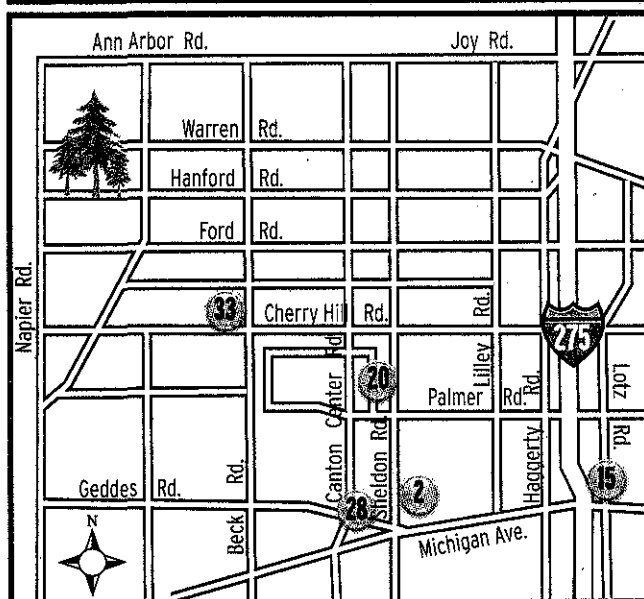 Ann Arbor Rd.
Joy Rd.
Warren Rd.
Hanford Rd.
Ford Rd.
Napier Rd.
33
Cherry Hill Rd.
275
Canton Center Rd.
20
Sheldon Rd.
Lilley Rd.
Palmer Rd.
Haggerty Rd.
Lotz Rd.
15
2
28
Geddes Rd.
Beck Rd.
Michigan Ave.
N